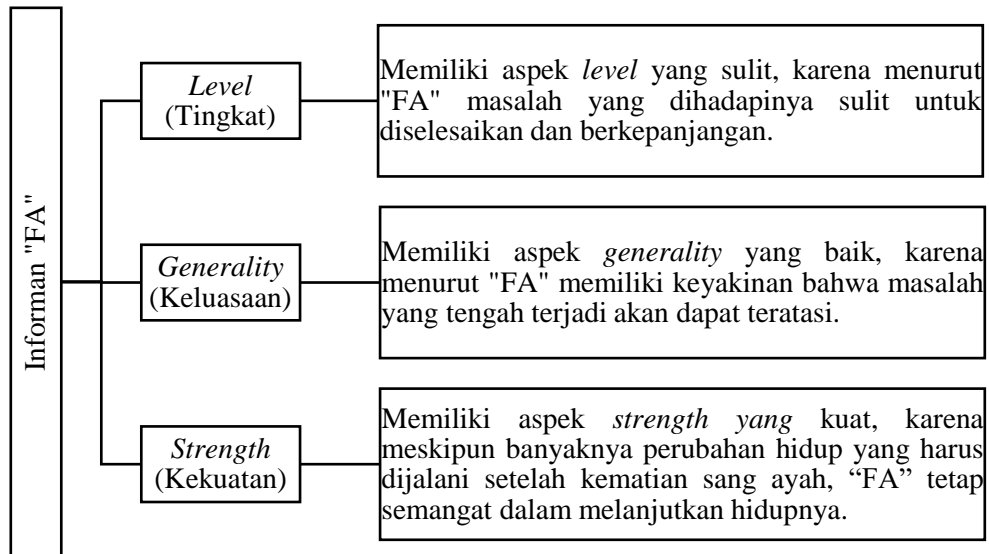 Informan "FA"
Level
(Tingkat)
Memiliki aspek level yang sulit, karena menurut
"FA" masalah yang dihadapinya sulit untuk
diselesaikan dan berkepanjangan.
Generality
(Keluasaan)
Memiliki aspek generality yang baik, karena
menurut "FA" memiliki keyakinan bahwa masalah
yang tengah terjadi akan dapat teratasi.
Strength
(Kekuatan)
Memiliki aspek strength yang kuat, karena
meskipun banyaknya perubahan hidup yang harus
dijalani setelah kematian sang ayah, “FA” tetap
semangat dalam melanjutkan hidupnya.